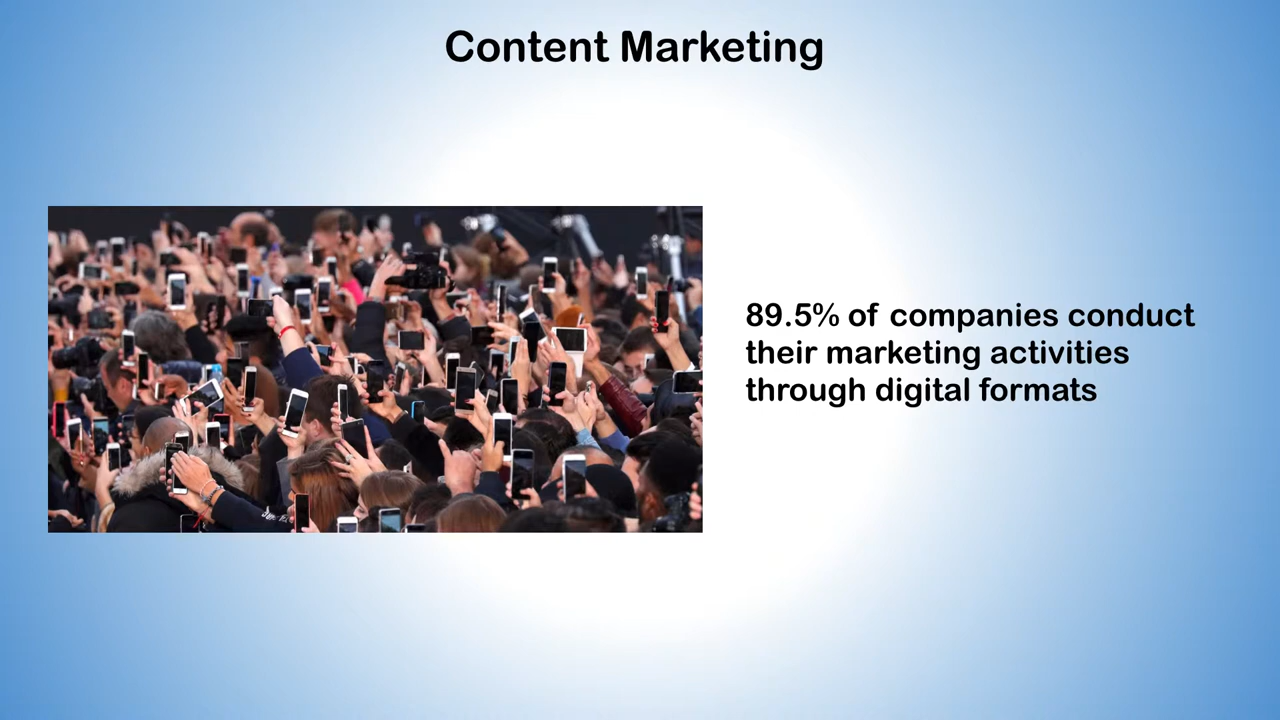 Content Marketing
89.5% of companies conduct
their marketing activities
through digital formats